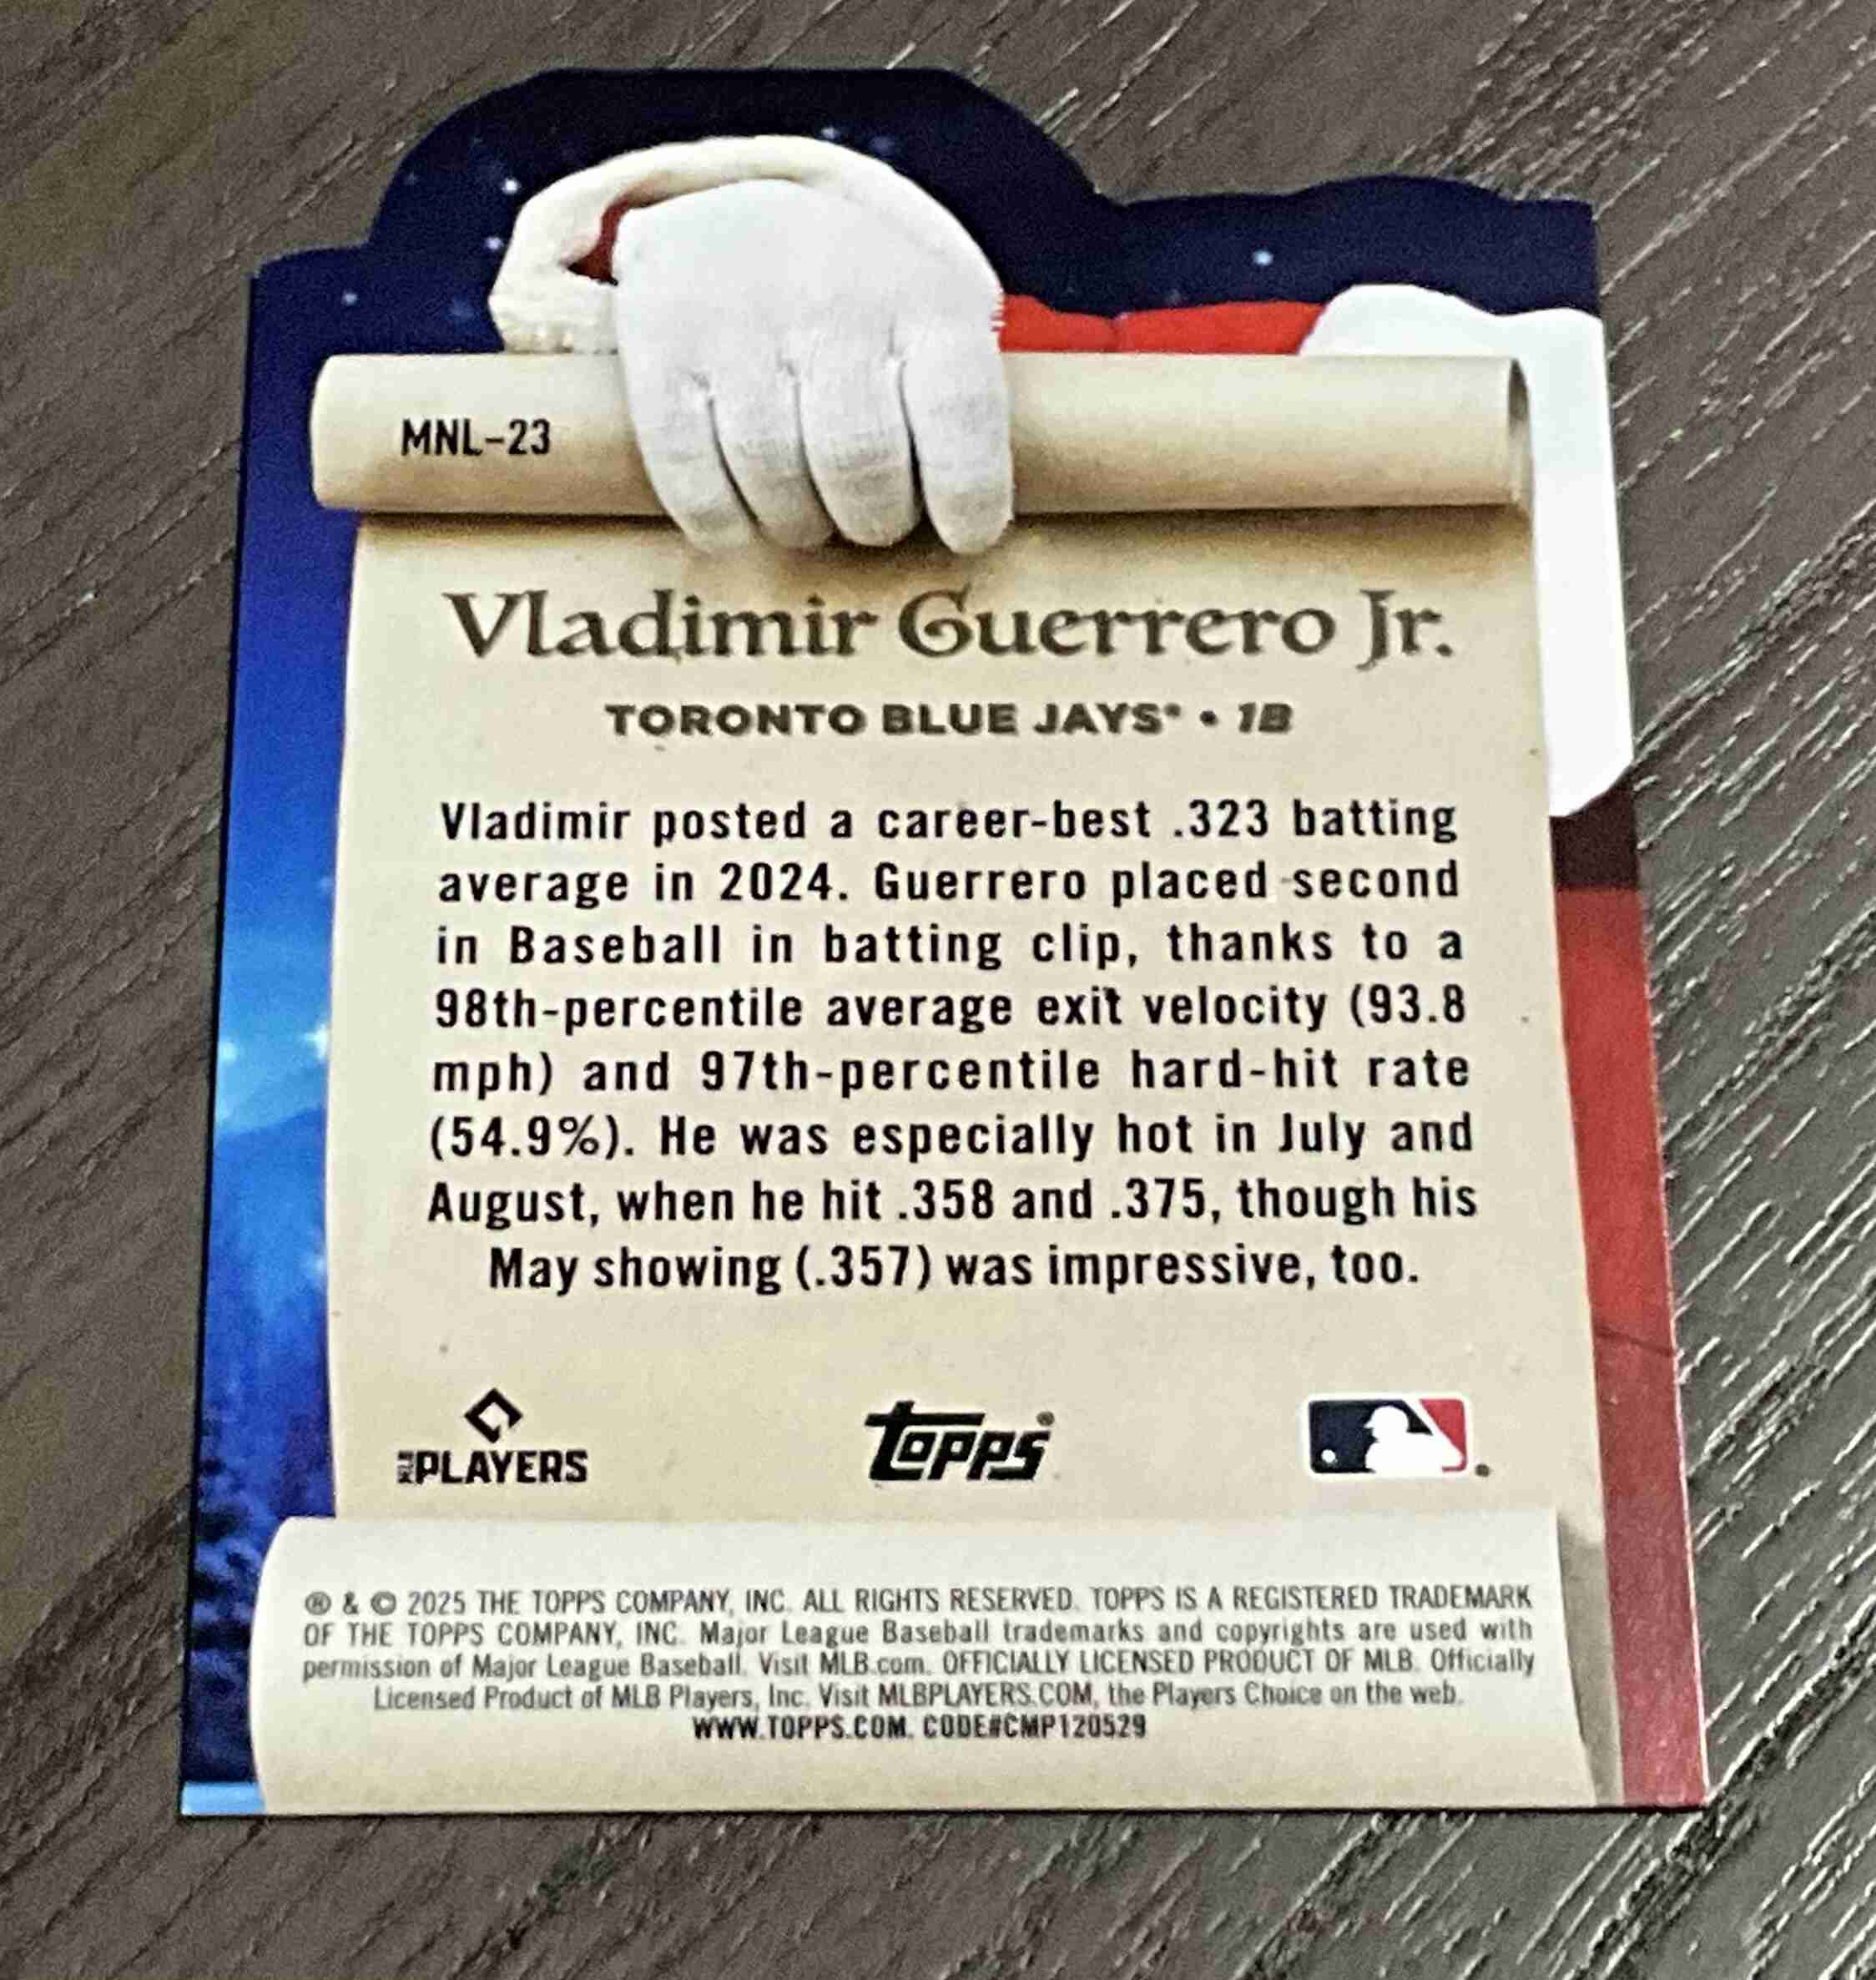 MNL-23
Vladimir Guerrero Jr.
TORONTO BLUE JAYS • 1B
Vladimir posted a career-best .323 batting
average in 2024. Guerrero placed second
in Baseball in batting clip, thanks to a
98th-percentile average exit velocity (93.8
mph) and 97th-percentile hard-hit rate
(54.9%). He was especially hot in July and
August, when he hit .358 and .375, though his
May showing (.357) was impressive, too.
MLB PLAYERS
topps
® & © 2025 THE TOPPS COMPANY, INC. ALL RIGHTS RESERVED. TOPPS IS A REGISTERED TRADEMARK
OF THE TOPPS COMPANY, INC. Major League Baseball trademarks and copyrights are used with
permission of Major League Baseball. Visit MLB.com. OFFICIALLY LICENSED PRODUCT OF MLB. Officially
Licensed Product of MLB Players, Inc. Visit MLBPLAYERS.COM, the Players Choice on the web.
WWW.TOPPS.COM. CODE#CMP120529